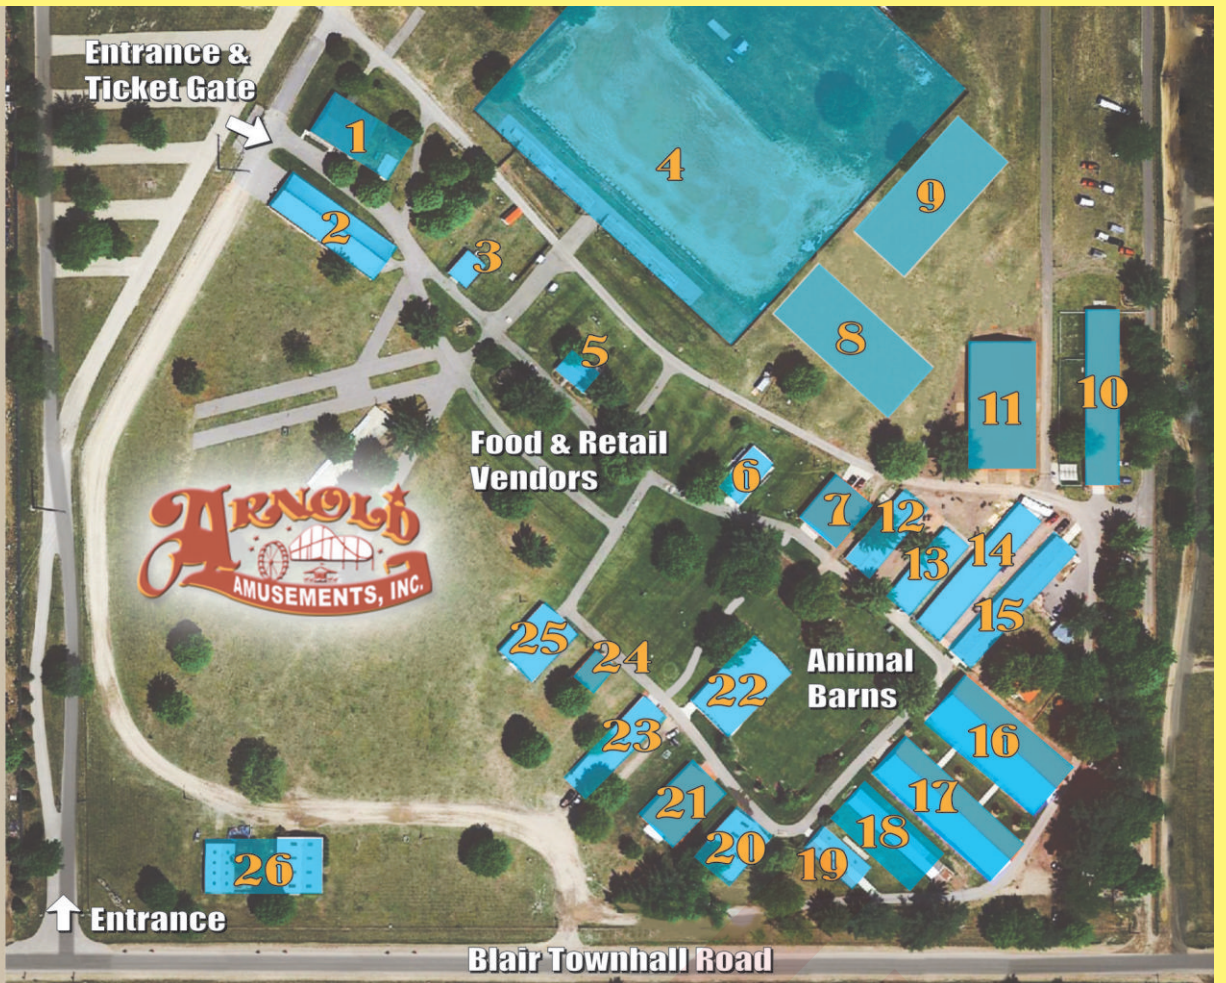 Entrance &
Ticket Gate
1
2
3
4
5
6
7
8
9
10
11
12
13
14
15
16
17
18
19
20
21
22
23
24
25
26
Food & Retail
Vendors
ARNOLD
AMUSEMENTS, INC.
Animal
Barns
Entrance
Blair Townhall Road